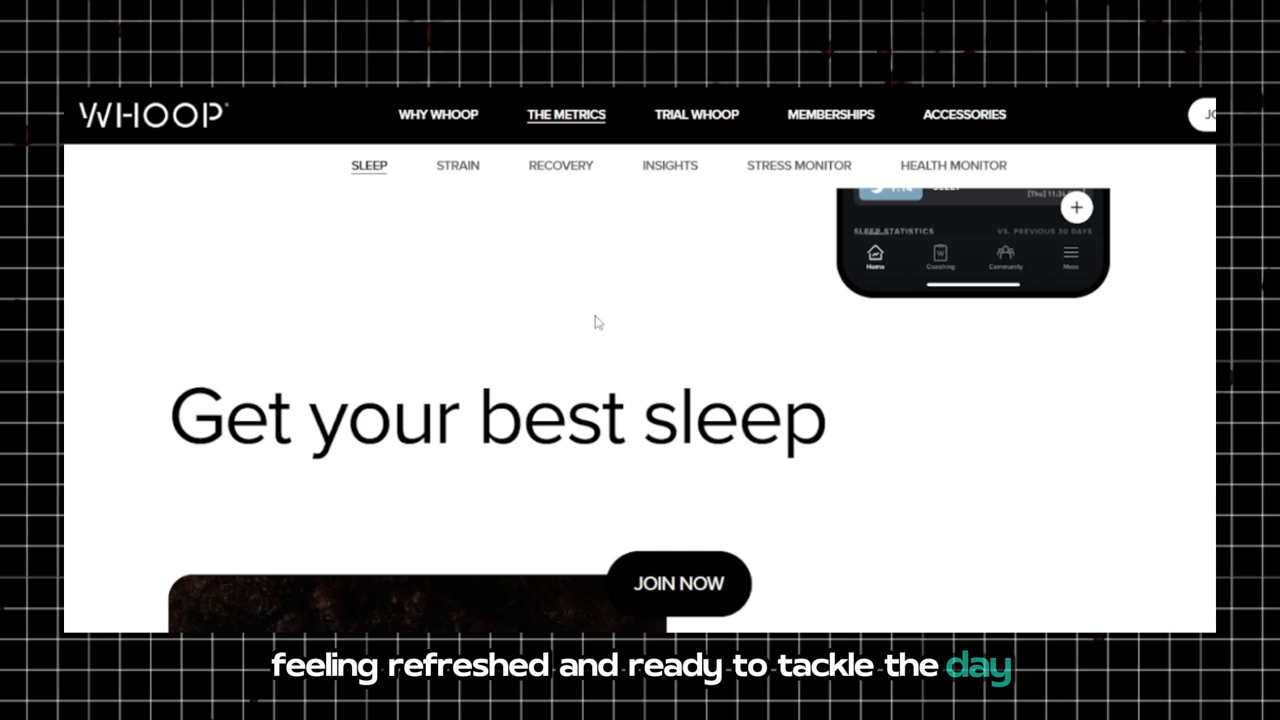 WHOOP
WHY WHOOP THE METRICS TRIAL WHOOP MEMBERSHIPS ACCESSORIES
SLEEP STRAIN RECOVERY INSIGHTS STRESS MONITOR HEALTH MONITOR
SLEEP STATISTICS VS. PREVIOUS 30 DAYS
Home Coaching Community More
Get your best sleep
JOIN NOW
feeling refreshed and ready to tackle the day